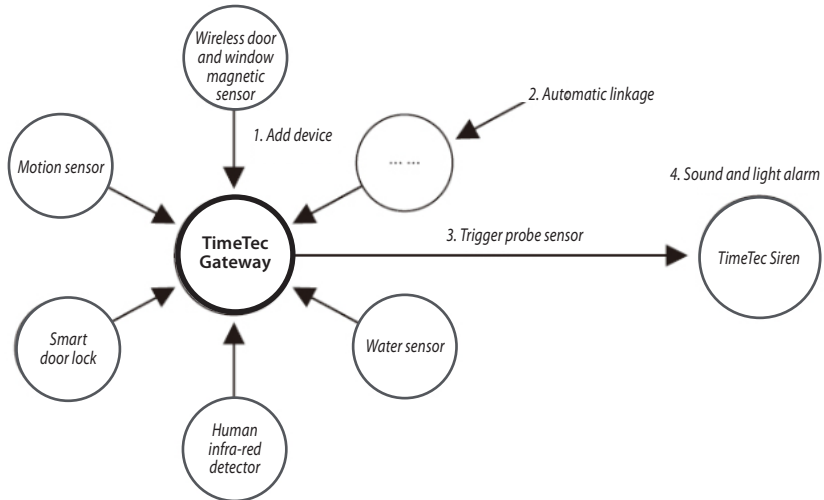 Wireless door
and window
magnetic
sensor
2. Automatic linkage
1. Add device
... ...
Motion sensor
4. Sound and light alarm
TimeTec
Gateway
3. Trigger probe sensor
TimeTec Siren
Smart
door lock
Water sensor
Human
infra-red
detector